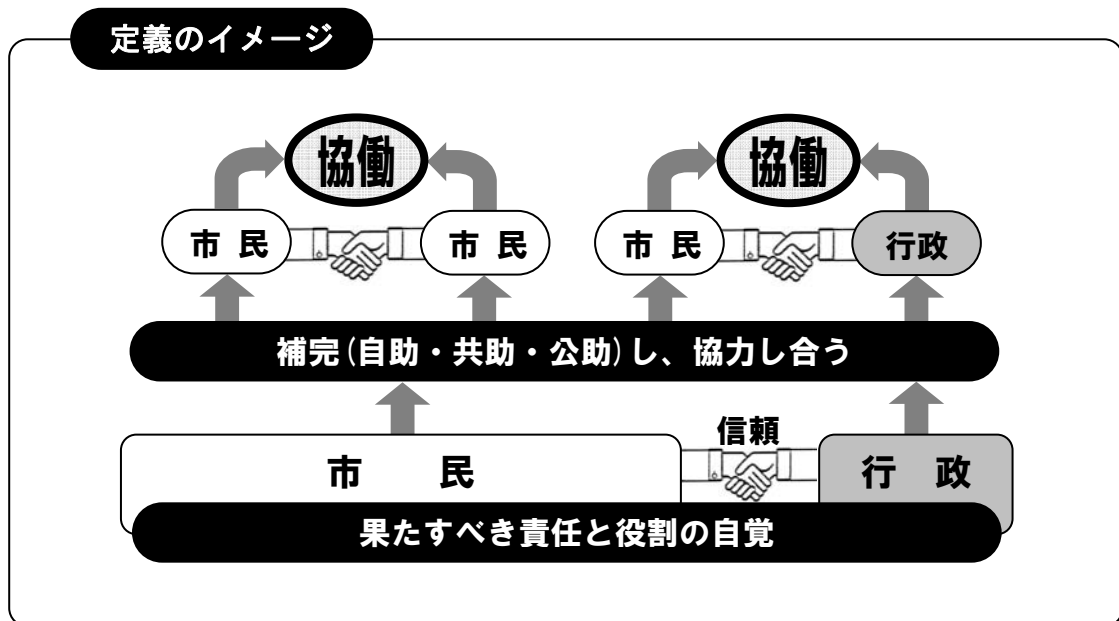 定義のイメージ
協働 協働
市民 市民 市民 行政
補完(自助・共助・公助)し、協力し合う
信頼
市民 行政
果たすべき責任と役割の自覚